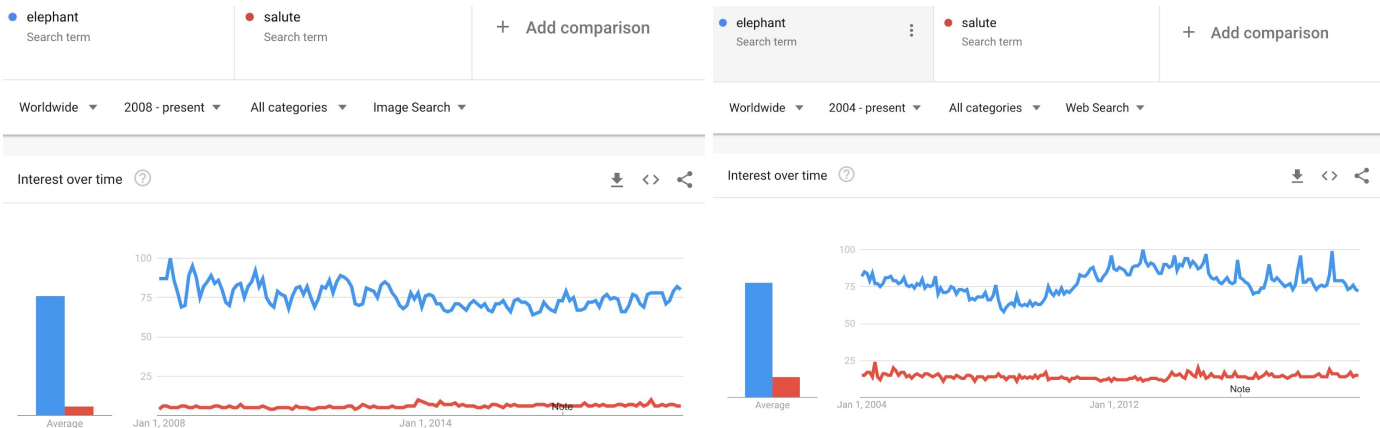 elephant
Search term
salute
Search term
+ Add comparison
Worldwide
2008 - present
All categories
Image Search
Interest over time
?
100
75
50
25
Note
Average
Jan 1, 2008
Jan 1, 2014
elephant
Search term
salute
Search term
+ Add comparison
Worldwide
2004 - present
All categories
Web Search
Interest over time
?
100
75
50
25
Note
Average
Jan 1, 2004
Jan 1, 2012